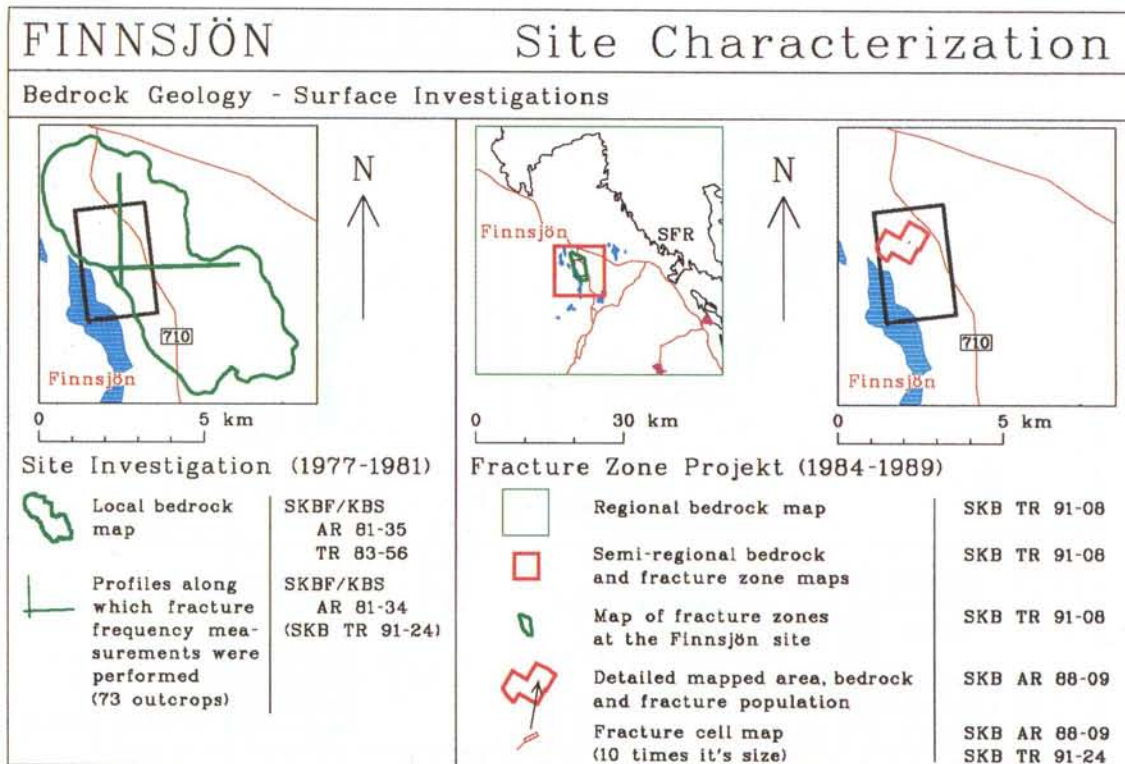 FINNSJÖN Site Characterization
Bedrock Geology - Surface Investigations
N
710
Finnsjön
0 5 km
Finnsjön
SFR
0 30 km
N
710
Finnsjön
0 5 km
Site Investigation (1977-1981)
Local bedrock
map
SKBF/KBS
AR 81-35
TR 83-56
Profiles along
which fracture
frequency mea-
surements were
performed
(73 outcrops)
SKBF/KBS
AR 81-34
(SKB TR 91-24)
Fracture Zone Projekt (1984-1989)
Regional bedrock map SKB TR 91-08
Semi-regional bedrock SKB TR 91-08
and fracture zone maps
Map of fracture zones SKB TR 91-08
at the Finnsjön site
Detailed mapped area, bedrock SKB AR 88-09
and fracture population
Fracture cell map SKB AR 88-09
(10 times it's size) SKB TR 91-24